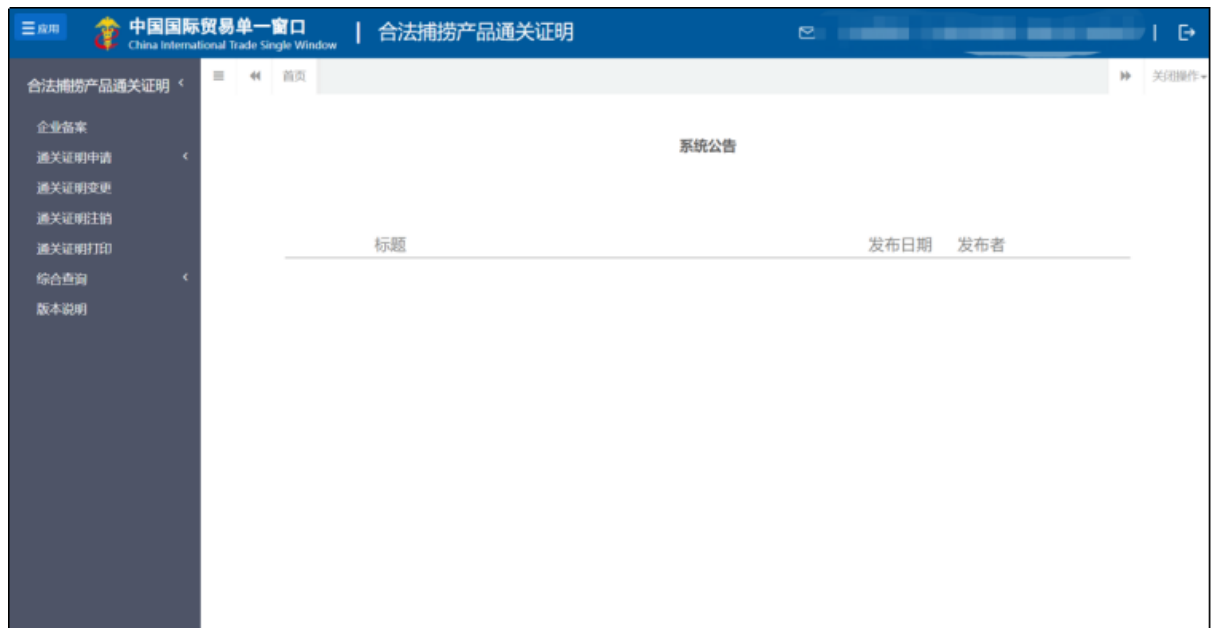 应用
中国国际贸易单一窗口
China International Trade Single Window
合法捕捞产品通关证明
合法捕捞产品通关证明
首页
关闭操作
企业备案
通关证明申请
通关证明变更
通关证明注销
通关证明打印
综合查询
版本说明
系统公告
标题 发布日期 发布者